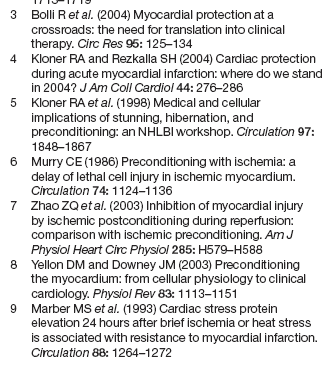 1715–1719
3 Bolli R et al. (2004) Myocardial protection at a
crossroads: the need for translation into clinical
therapy. Circ Res 95: 125–134
4 Kloner RA and Rezkalla SH (2004) Cardiac protection
during acute myocardial infarction: where do we stand
in 2004? J Am Coll Cardiol 44: 276–286
5 Kloner RA et al. (1998) Medical and cellular
implications of stunning, hibernation, and
preconditioning: an NHLBI workshop. Circulation 97:
1848–1867
6 Murry CE (1986) Preconditioning with ischemia: a
delay of lethal cell injury in ischemic myocardium.
Circulation 74: 1124–1136
7 Zhao ZQ et al. (2003) Inhibition of myocardial injury
by ischemic postconditioning during reperfusion:
comparison with ischemic preconditioning. Am J
Physiol Heart Circ Physiol 285: H579–H588
8 Yellon DM and Downey JM (2003) Preconditioning
the myocardium: from cellular physiology to clinical
cardiology. Physiol Rev 83: 1113–1151
9 Marber MS et al. (1993) Cardiac stress protein
elevation 24 hours after brief ischemia or heat stress
is associated with resistance to myocardial infarction.
Circulation 88: 1264–1272